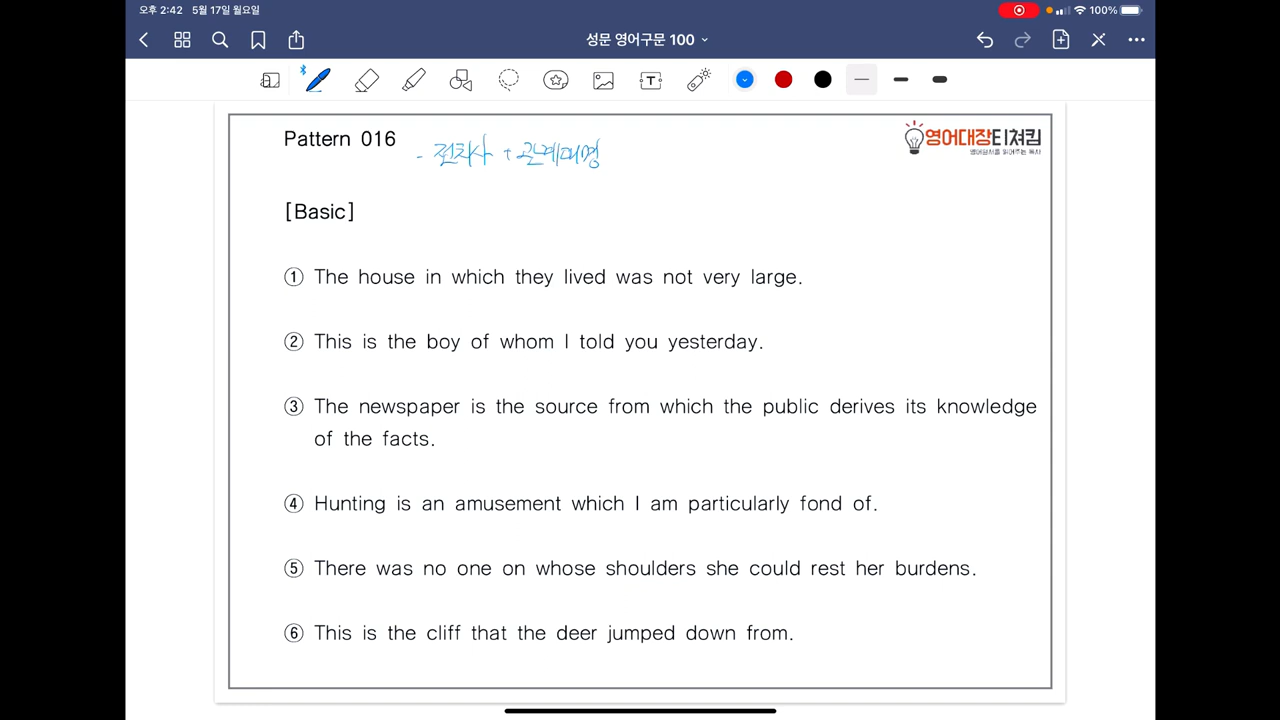 오후 2:42 5월 17일 월요일
100%
성문 영어구문 100
Pattern 016 - 전치사 + 관계대명
영어대장티쳐킴
[Basic]
① The house in which they lived was not very large.
② This is the boy of whom I told you yesterday.
③ The newspaper is the source from which the public derives its knowledge
of the facts.
④ Hunting is an amusement which I am particularly fond of.
⑤ There was no one on whose shoulders she could rest her burdens.
⑥ This is the cliff that the deer jumped down from.